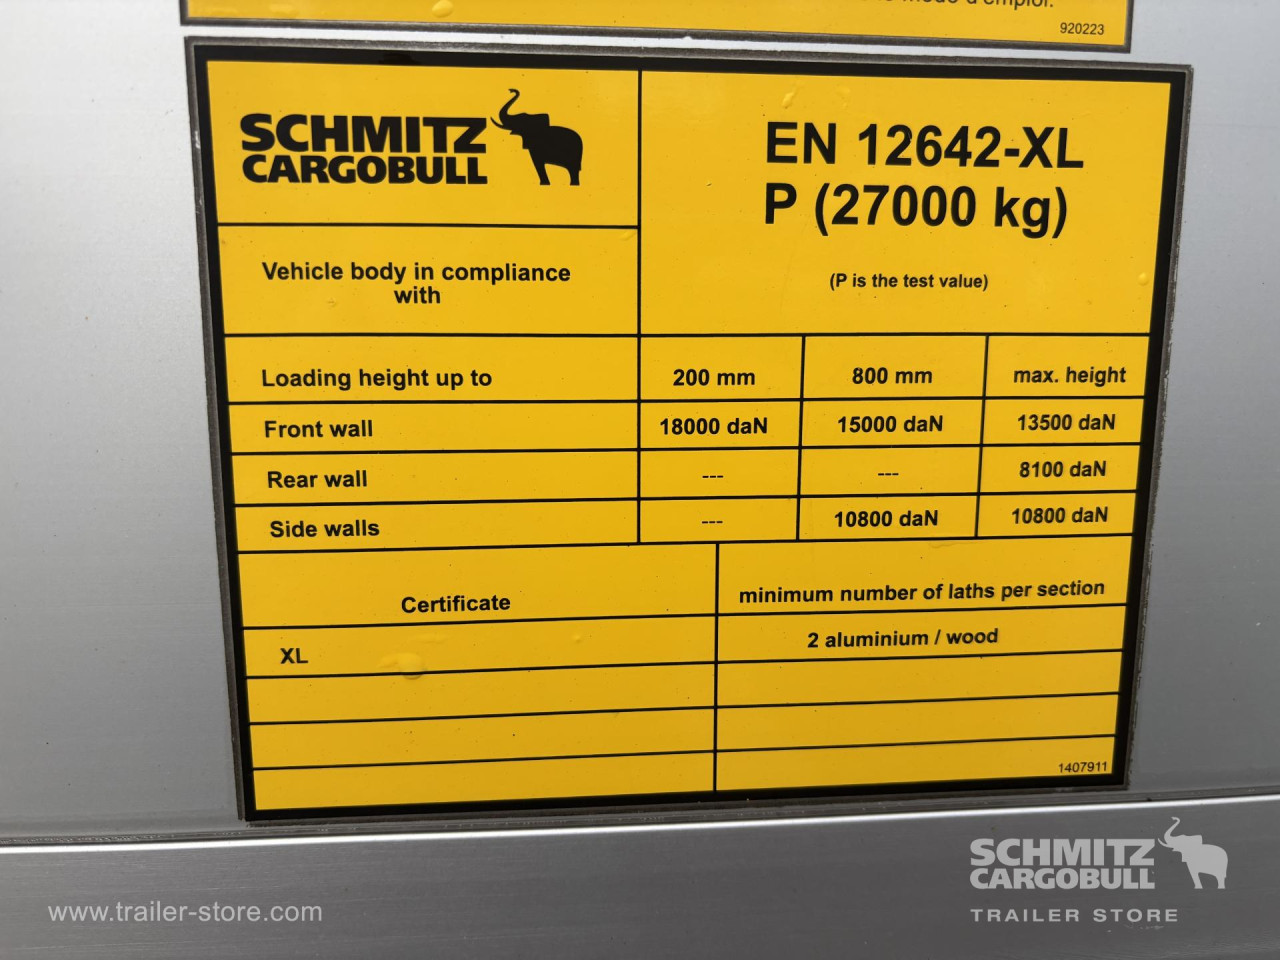 mode d'emploi.
920223
SCHMITZ
CARGOBULL
EN 12642-XL
P (27000 kg)
(P is the test value)
Vehicle body in compliance
with
Loading height up to 200 mm 800 mm max. height
Front wall 18000 daN 15000 daN 13500 daN
Rear wall --- --- 8100 daN
Side walls --- 10800 daN 10800 daN
Certificate minimum number of laths per section
XL 2 aluminium / wood
1407911
SCHMITZ
CARGOBULL
TRAILER STORE
www.trailer-store.com